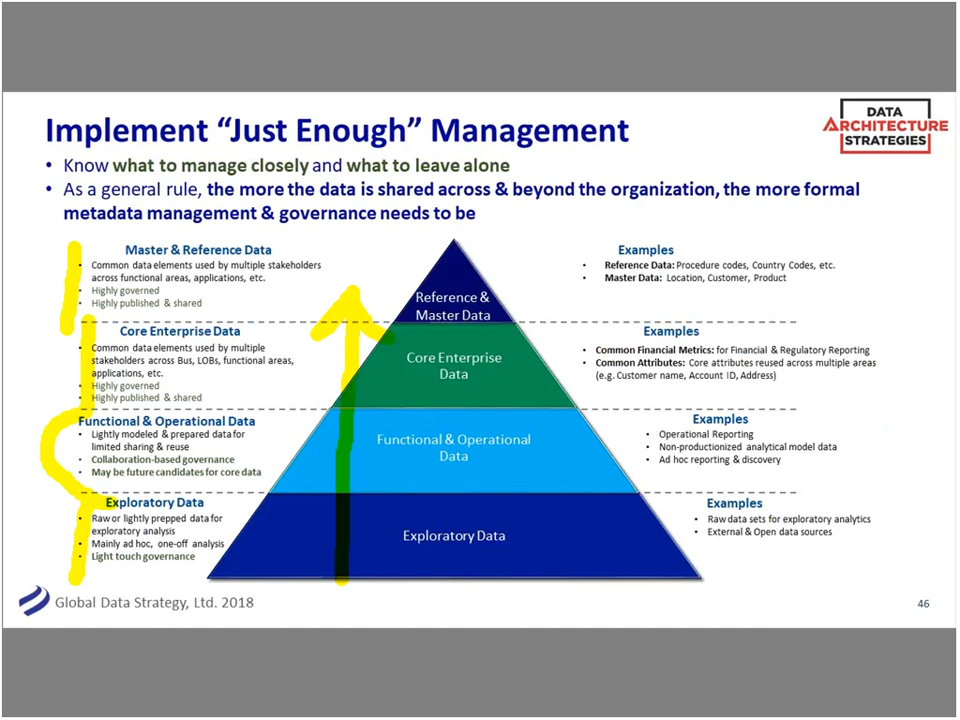 Implement “Just Enough” Management
DATA
ARCHITECTURE
STRATEGIES
• Know what to manage closely and what to leave alone
• As a general rule, the more the data is shared across & beyond the organization, the more formal
metadata management & governance needs to be
Master & Reference Data
• Common data elements used by multiple stakeholders
across functional areas, applications, etc.
• Highly governed
• Highly published & shared
Reference &
Master Data
Examples
• Reference Data: Procedure codes, Country Codes, etc.
• Master Data: Location, Customer, Product
Core Enterprise Data
• Common data elements used by multiple
stakeholders across Bus, LOBs, functional areas,
applications, etc.
• Highly governed
• Highly published & shared
Core Enterprise
Data
Examples
• Common Financial Metrics: for Financial & Regulatory Reporting
• Common Attributes: Core attributes reused across multiple areas
(e.g. Customer name, Account ID, Address)
Functional & Operational Data
• Lightly modeled & prepared data for
limited sharing & reuse
• Collaboration-based governance
• May be future candidates for core data
Functional & Operational
Data
Examples
• Operational Reporting
• Non-productionized analytical model data
• Ad hoc reporting & discovery
Exploratory Data
• Raw or lightly prepped data for
exploratory analysis
• Mainly ad hoc, one-off analysis
• Light touch governance
Exploratory Data
Examples
• Raw data sets for exploratory analytics
• External & Open data sources
Global Data Strategy, Ltd. 2018
46